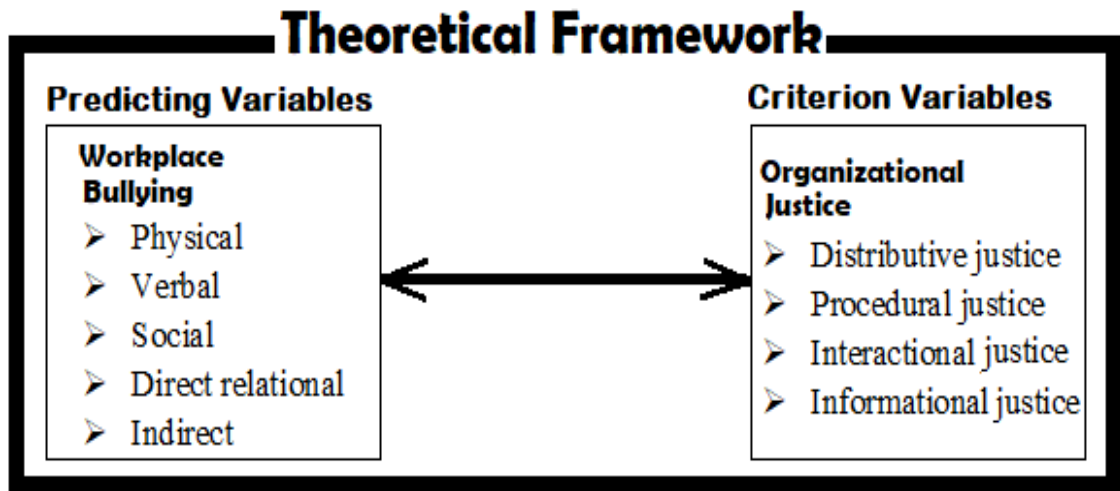 Theoretical Framework
Predicting Variables
Workplace
Bullying
➢ Physical
➢ Verbal
➢ Social
➢ Direct relational
➢ Indirect
Criterion Variables
Organizational
Justice
➢ Distributive justice
➢ Procedural justice
➢ Interactional justice
➢ Informational justice